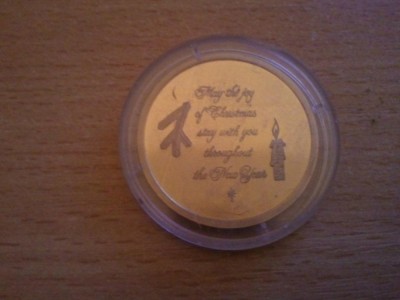 May the joy
of Christmas
stay with you
throughout
the New Year